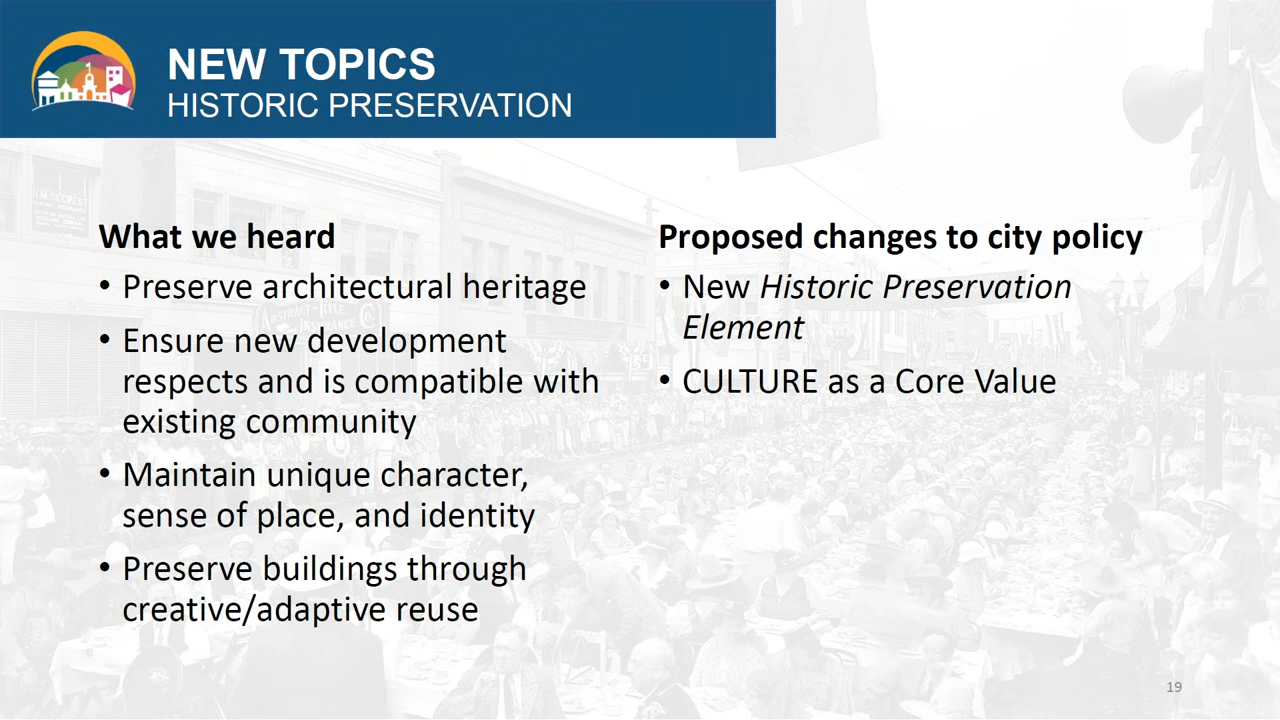 NEW TOPICS
HISTORIC PRESERVATION
What we heard
• Preserve architectural heritage
• Ensure new development
respects and is compatible with
existing community
• Maintain unique character,
sense of place, and identity
• Preserve buildings through
creative/adaptive reuse
Proposed changes to city policy
• New Historic Preservation
Element
• CULTURE as a Core Value
19